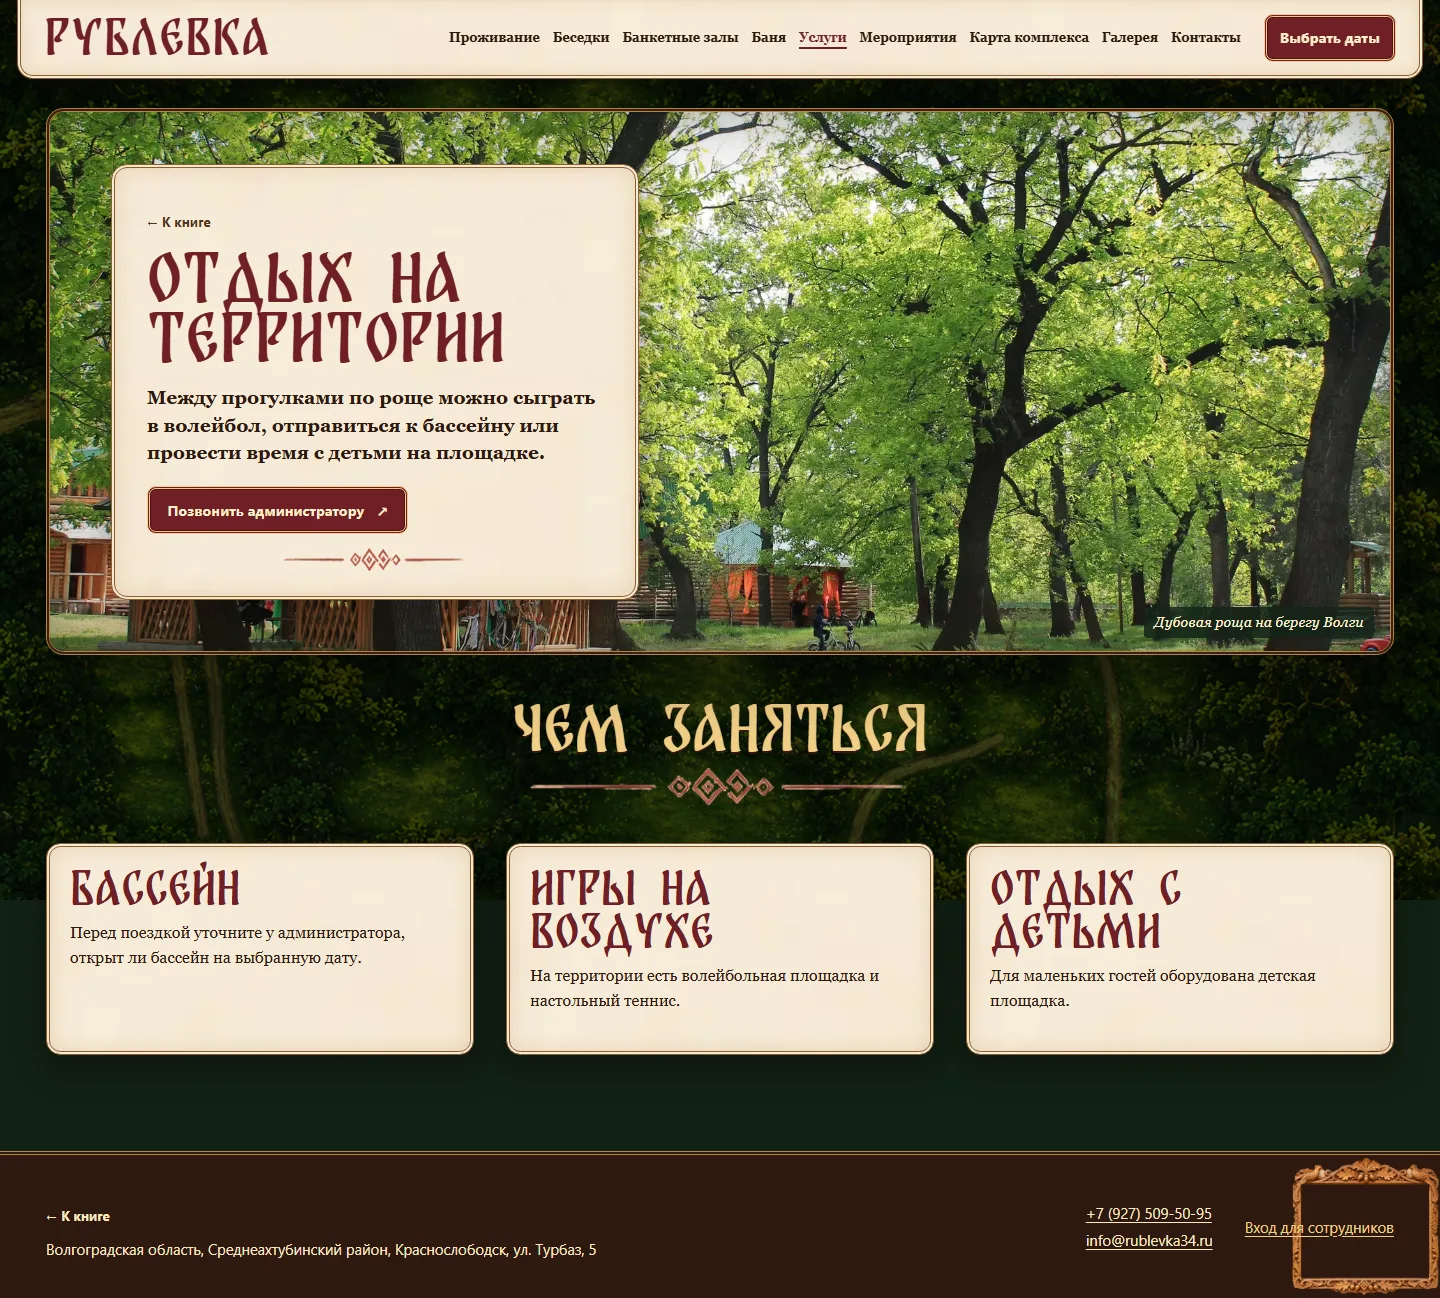 РУБЛЕВКА
Проживание Беседки Банкетные залы Баня Услуги Мероприятия Карта комплекса Галерея Контакты
Выбрать даты
← К книге
ОТДЫХ НА
ТЕРРИТОРИИ
Между прогулками по роще можно сыграть
в волейбол, отправиться к бассейну или
провести время с детьми на площадке.
Позвонить администратору ↗
Дубовая роща на берегу Волги
ЧЕМ ЗАНЯТЬСЯ
БАССЕЙН
Перед поездкой уточните у администратора,
открыт ли бассейн на выбранную дату.
ИГРЫ НА
ВОЗДУХЕ
На территории есть волейбольная площадка и
настольный теннис.
ОТДЫХ С
ДЕТЬМИ
Для маленьких гостей оборудована детская
площадка.
← К книге
Волгоградская область, Среднеахтубинский район, Краснослободск, ул. Турбаз, 5
+7 (927) 509-50-95
info@rublevka34.ru
Вход для сотрудников